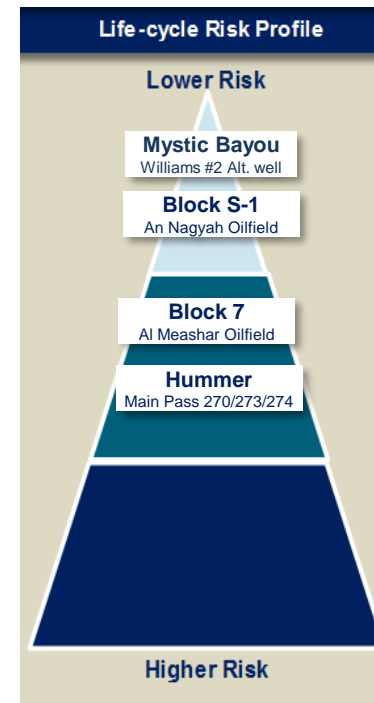 Life-cycle Risk Profile
Lower Risk
Mystic Bayou
Williams #2 Alt. well
Block S-1
An Nagyah Oilfield
Block 7
Al Meashar Oilfield
Hummer
Main Pass 270/273/274
Higher Risk